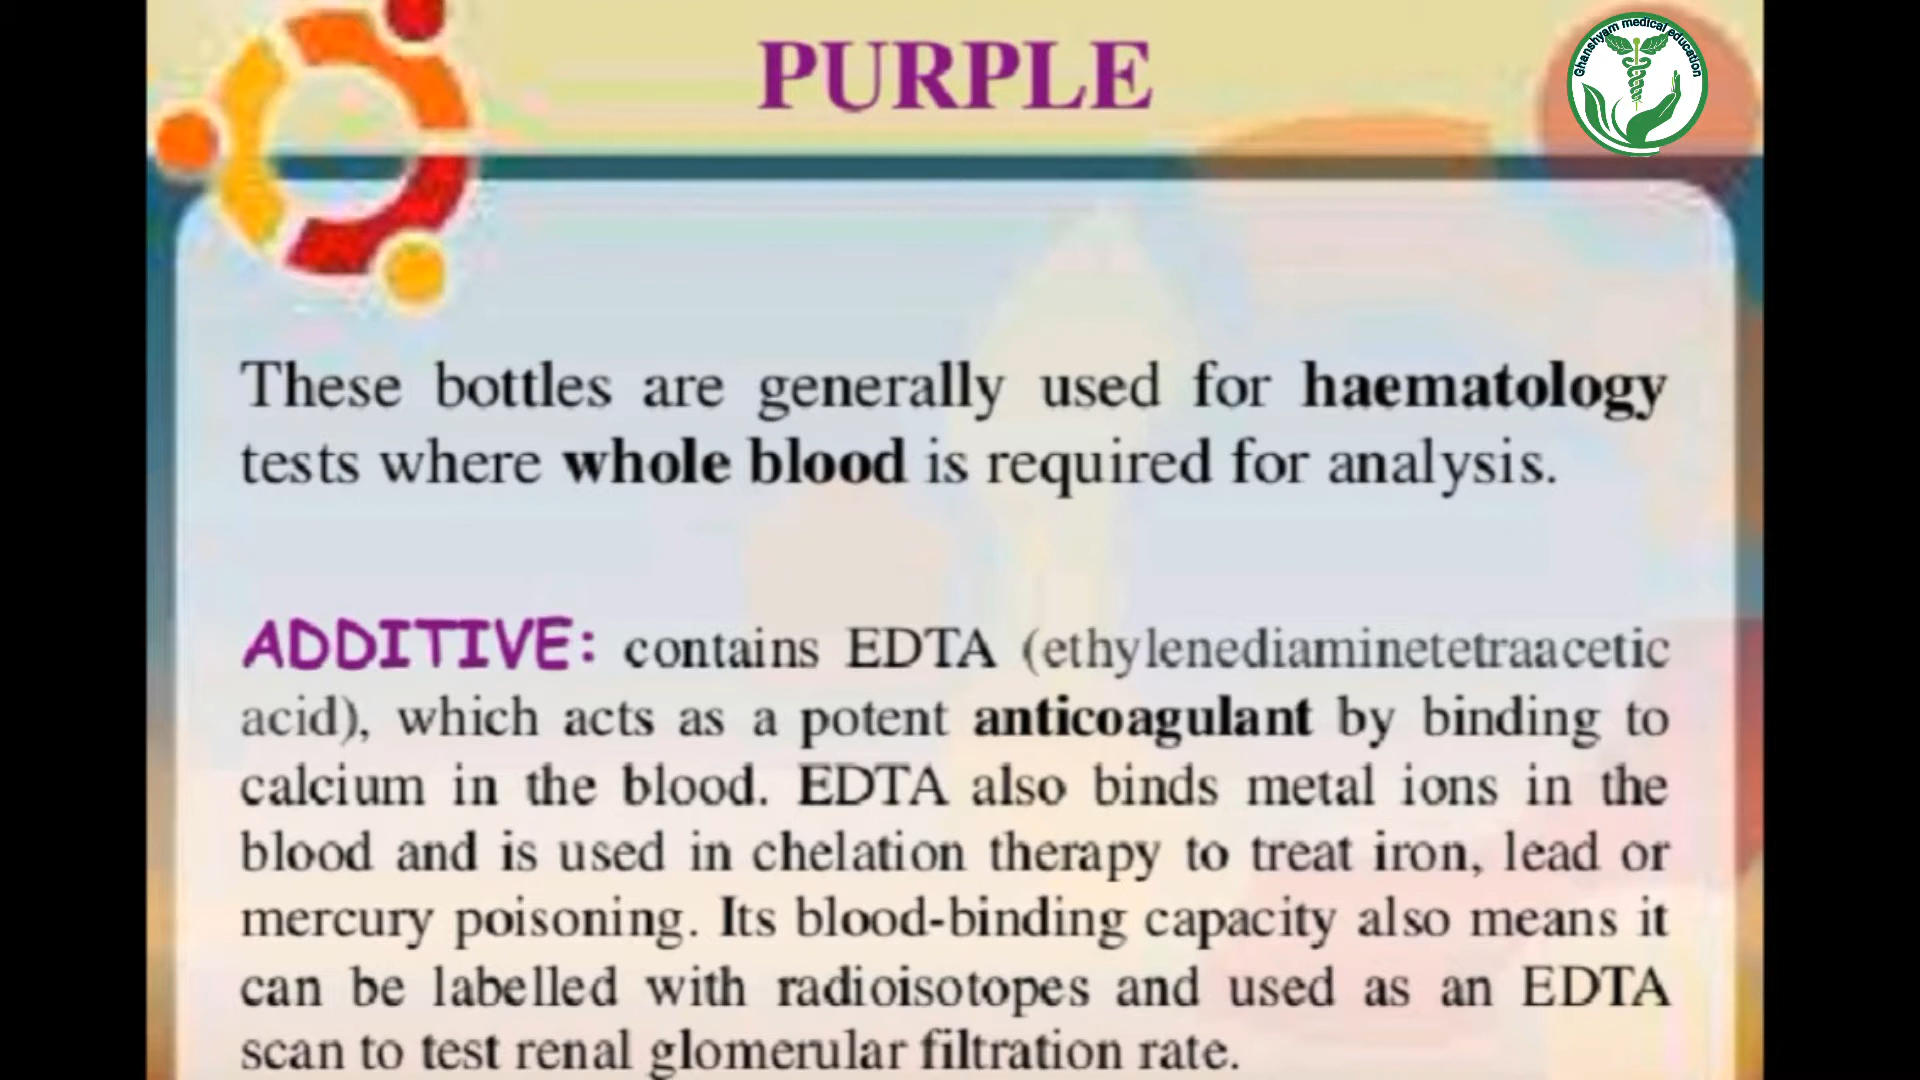 PURPLE
Ghanshyam medical education
These bottles are generally used for haematology
tests where whole blood is required for analysis.
ADDITIVE: contains EDTA (ethylenediaminetetraacetic
acid), which acts as a potent anticoagulant by binding to
calcium in the blood. EDTA also binds metal ions in the
blood and is used in chelation therapy to treat iron, lead or
mercury poisoning. Its blood-binding capacity also means it
can be labelled with radioisotopes and used as an EDTA
scan to test renal glomerular filtration rate.